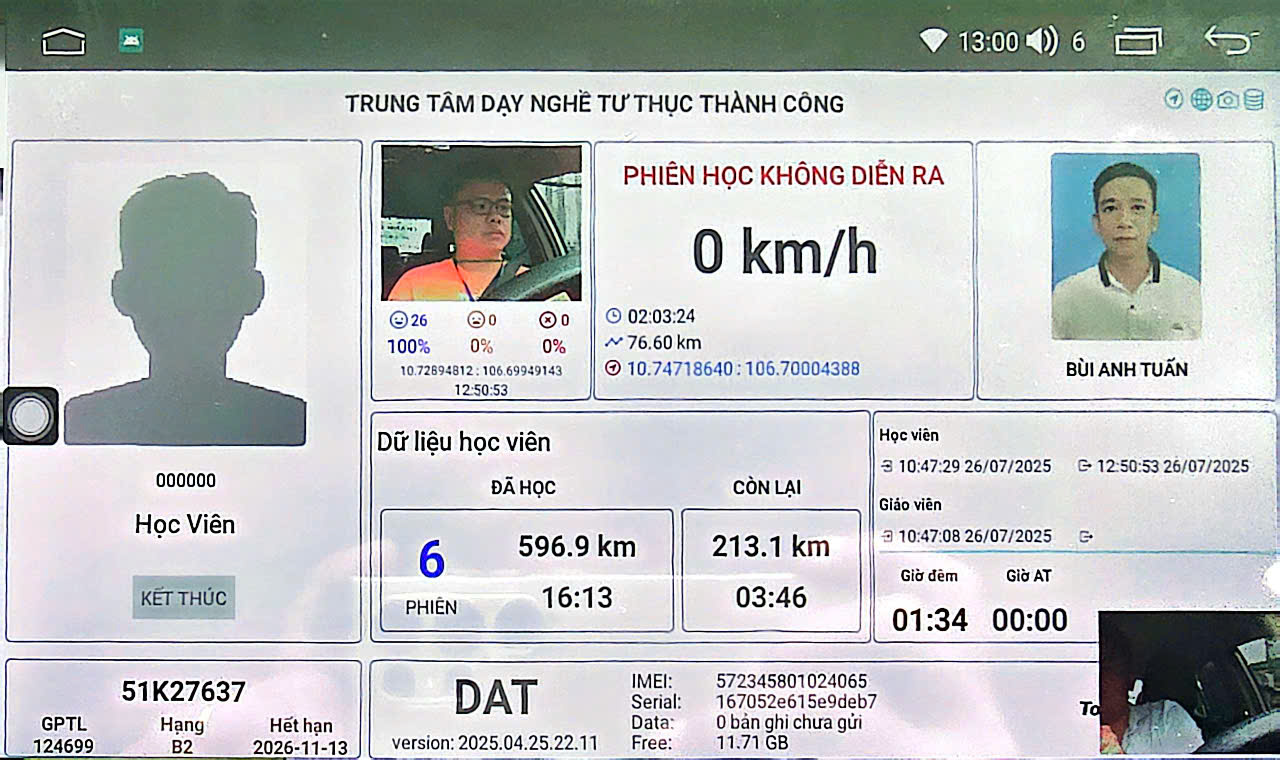 13:00 6
TRUNG TÂM DẠY NGHỀ TƯ THỤC THÀNH CÔNG
000000
Học Viên
KẾT THÚC
26 0 0
100% 0% 0%
10.72894812 : 106.69949143
12:50:53
PHIÊN HỌC KHÔNG DIỄN RA
0 km/h
02:03:24
76.60 km
10.74718640 : 106.70004388
BÙI ANH TUẤN
Dữ liệu học viên
ĐÃ HỌC CÒN LẠI
6 596.9 km 213.1 km
PHIÊN 16:13 03:46
Học viên
10:47:29 26/07/2025 12:50:53 26/07/2025
Giáo viên
10:47:08 26/07/2025
Giờ đêm Giờ AT
01:34 00:00
51K27637
GPTL Hạng Hết hạn
124699 B2 2026-11-13
DAT
version: 2025.04.25.22.11
IMEI: 572345801024065
Serial: 167052e615e9deb7
Data: 0 bản ghi chưa gửi
Free: 11.71 GB